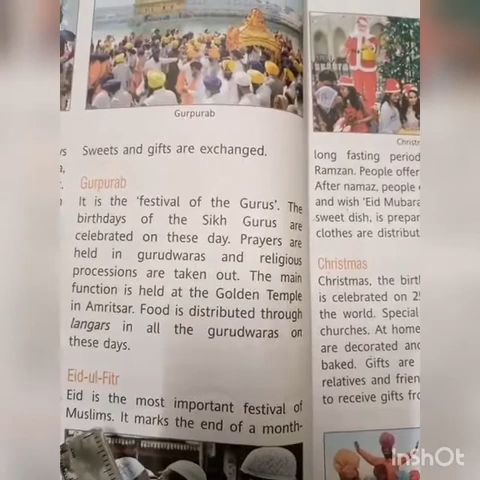 Gurpurab
Sweets and gifts are exchanged.
Gurpurab
It is the 'festival of the Gurus'. The
birthdays of the Sikh Gurus are
celebrated on these day. Prayers are
held in gurudwaras and religious
processions are taken out. The main
function is held at the Golden Temple
in Amritsar. Food is distributed through
langars in all the gurudwaras on
these days.
Eid-ul-Fitr
Eid is the most important festival of
Muslims. It marks the end of a month-
long fasting period
Ramzan. People offer
After namaz, people
and wish 'Eid Mubara
sweet dish, is prepar
clothes are distribut
Christmas
Christmas, the birt
is celebrated on 2
the world. Special
churches. At home
are decorated and
baked. Gifts are
relatives and frien
to receive gifts fr
InShOt